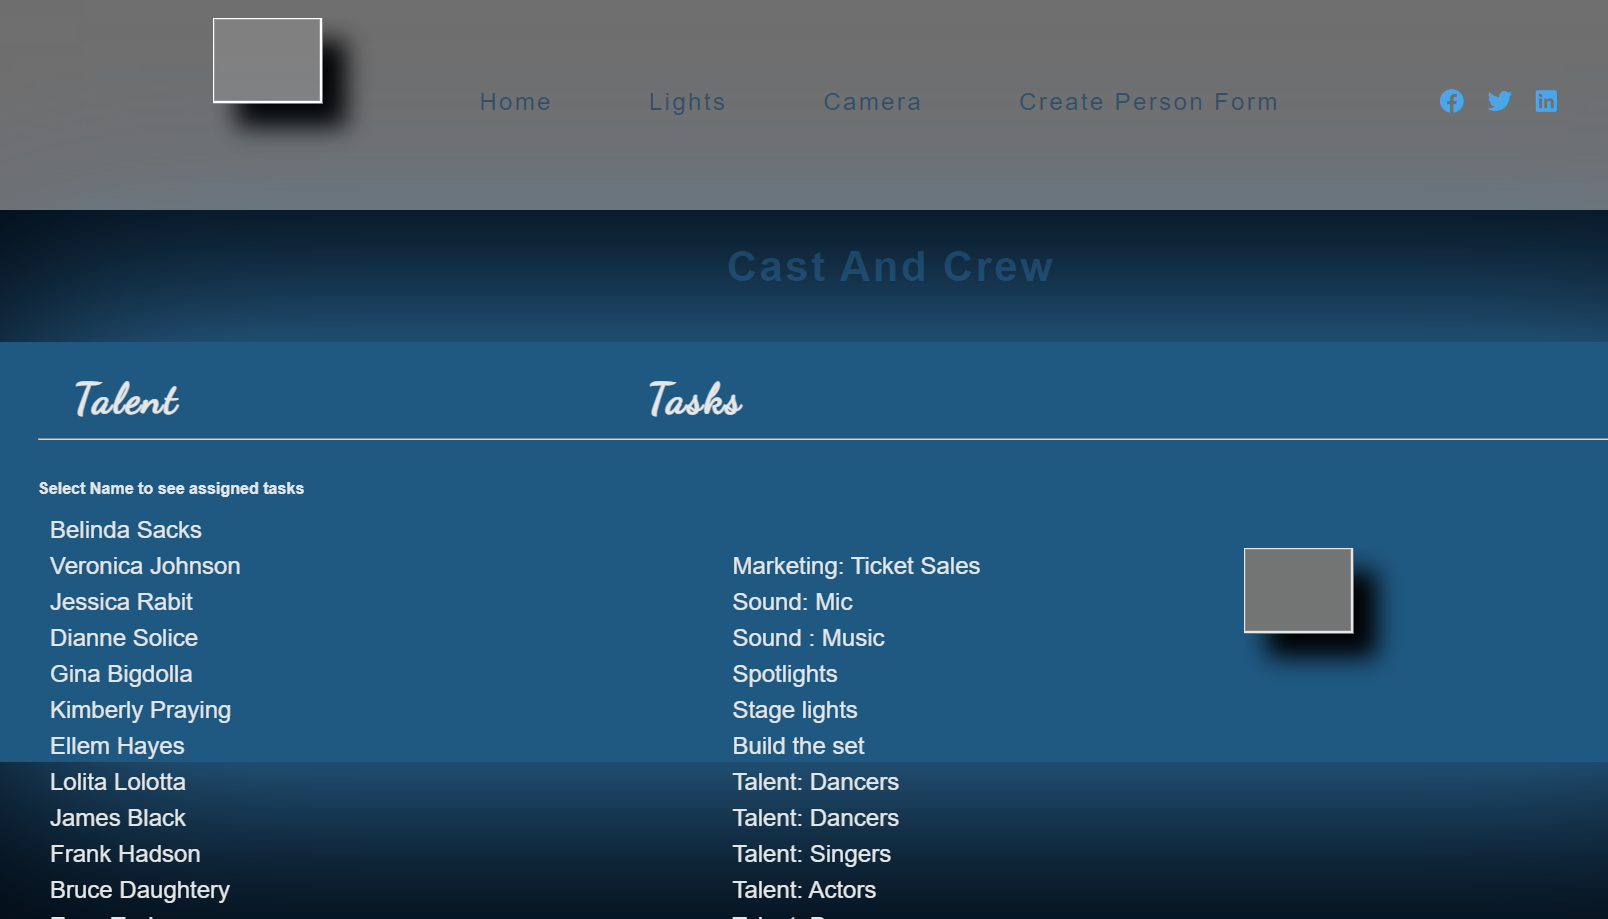 Home Lights Camera Create Person Form
Cast And Crew
Talent Tasks
Select Name to see assigned tasks
Belinda Sacks
Veronica Johnson Marketing: Ticket Sales
Jessica Rabit Sound: Mic
Dianne Solice Sound : Music
Gina Bigdolla Spotlights
Kimberly Praying Stage lights
Ellem Hayes Build the set
Lolita Lolotta Talent: Dancers
James Black Talent: Dancers
Frank Hadson Talent: Singers
Bruce Daughtery Talent: Actors